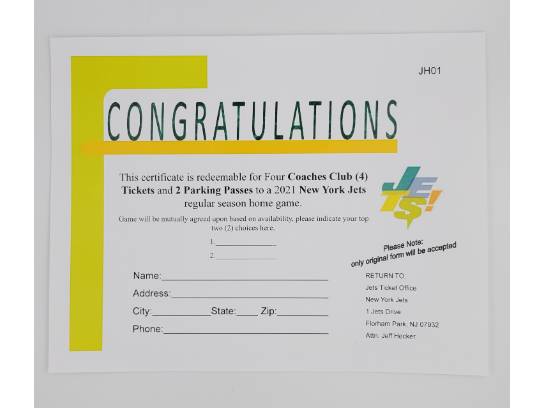 JH01
CONGRATULATIONS
This certificate is redeemable for Four Coaches Club (4)
Tickets and 2 Parking Passes to a 2021 New York Jets
regular season home game.
Game will be mutually agreed upon based on availability, please indicate your top
two (2) choices here.
1.
2.
JETS!
Please Note:
only original form will be accepted
Name:
Address:
City: State: Zip:
Phone:
RETURN TO
Jets Ticket Office
New York Jets
1 Jets Drive
Florham Park, NJ 07932
Attn: Jeff Hecker